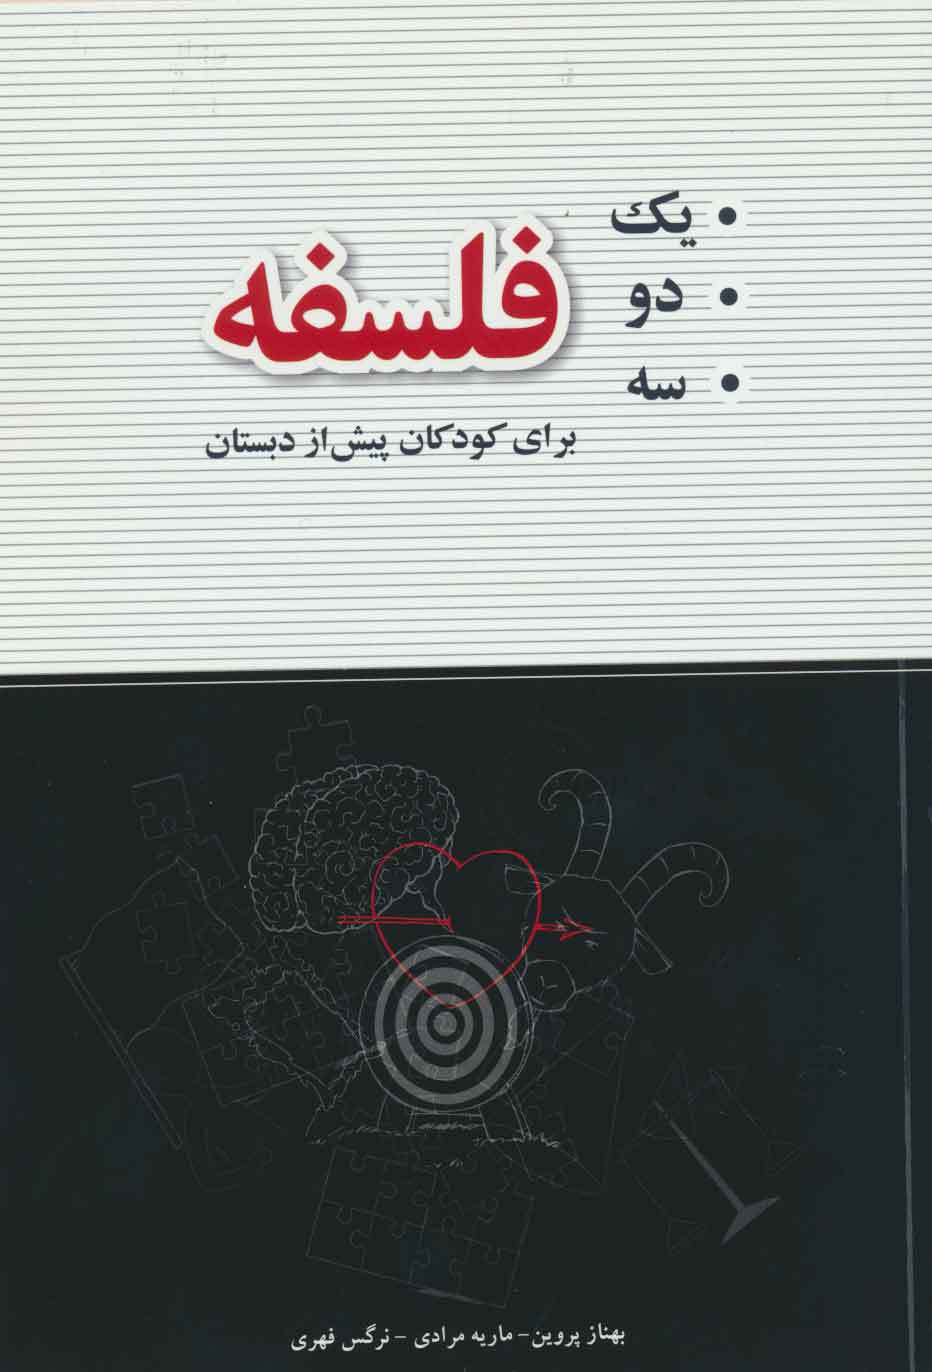 • یک
• دو
• سه
فلسفه
برای کودکان پیش از دبستان
بهناز پروین - ماریه مرادی - نرگس فهری